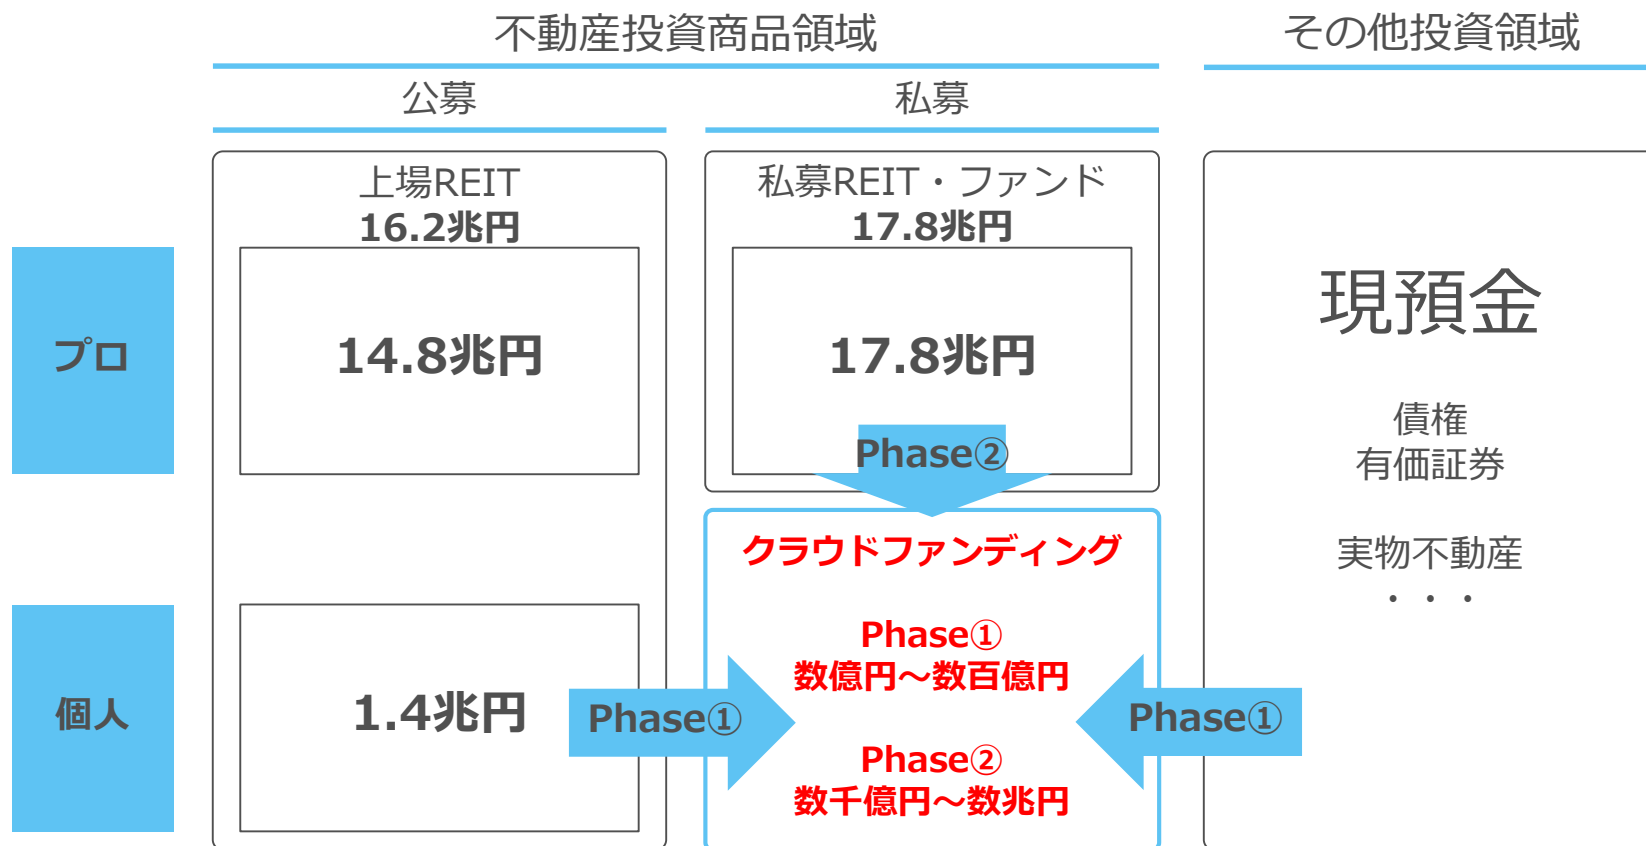 不動産投資商品領域
その他投資領域
公募
私募
上場REIT
16.2兆円
私募REIT・ファンド
17.8兆円
プロ
14.8兆円
17.8兆円
Phase②
現預金
債権
有価証券
実物不動産
・・・
クラウドファンディング
Phase①
数億円～数百億円
個人
1.4兆円
Phase①
Phase①
Phase②
数千億円～数兆円